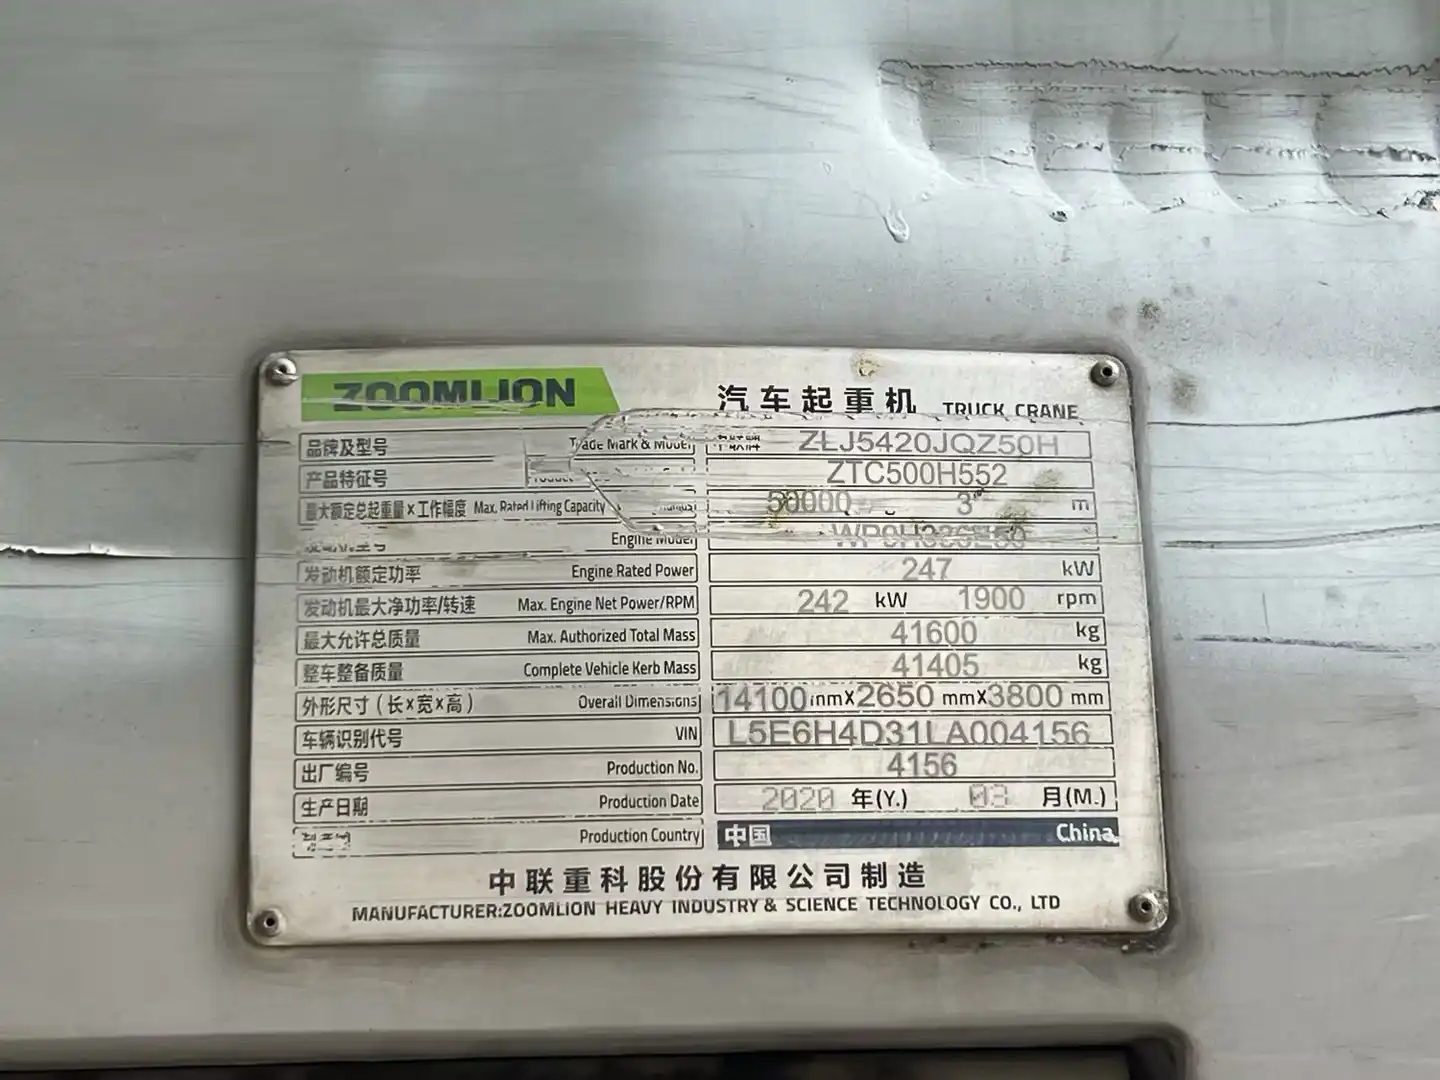 ZOOMLION 汽车起重机 TRUCK CRANE
品牌及型号 Trade Mark & Model ZLJ5420JQZ50H
产品特征号 Product ZTC500H552
最大额定总起重量×工作幅度 Max. Rated Lifting Capacity 50000 3 m
Engine Model
发动机额定功率 Engine Rated Power 247 kW
发动机最大净功率/转速 Max. Engine Net Power/RPM 242 kW 1900 rpm
最大允许总质量 Max. Authorized Total Mass 41600 kg
整车整备质量 Complete Vehicle Kerb Mass 41405 kg
外形尺寸(长×宽×高) Overall Dimensions 14100 mm×2650 mm×3800 mm
车辆识别代号 VIN L5E6H4D31LA004156
出厂编号 Production No. 4156
生产日期 Production Date 2020 年(Y.) 03 月(M.)
Production Country 中国 China
中联重科股份有限公司制造
MANUFACTURER:ZOOMLION HEAVY INDUSTRY & SCIENCE TECHNOLOGY CO., LTD